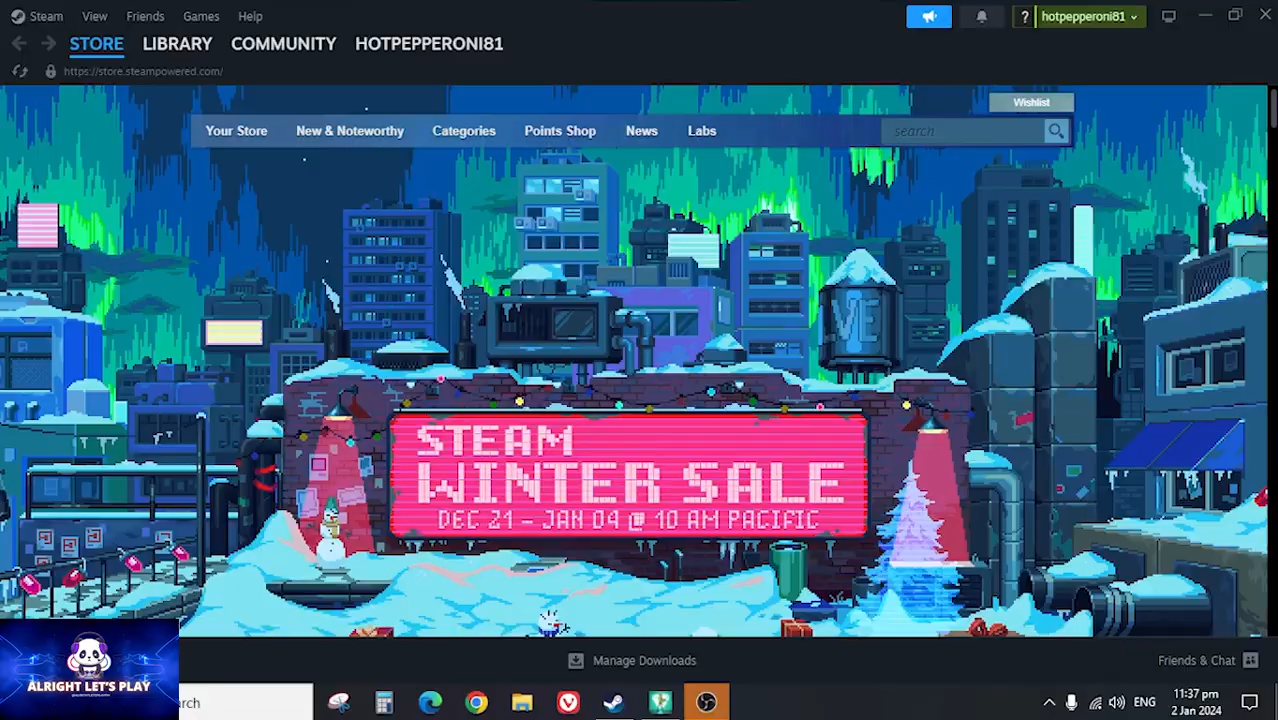 Steam View Friends Games Help
? hotpepperoni81
STORE LIBRARY COMMUNITY HOTPEPPERONI81
https://store.steampowered.com/
Wishlist
Your Store New & Noteworthy Categories Points Shop News Labs search
VE
STEAM
WINTER SALE
DEC 21 - JAN 04 @ 10 AM PACIFIC
Manage Downloads Friends & Chat
ALRIGHT LET'S PLAY
rch
ENG
11:37 pm
2 Jan 2024